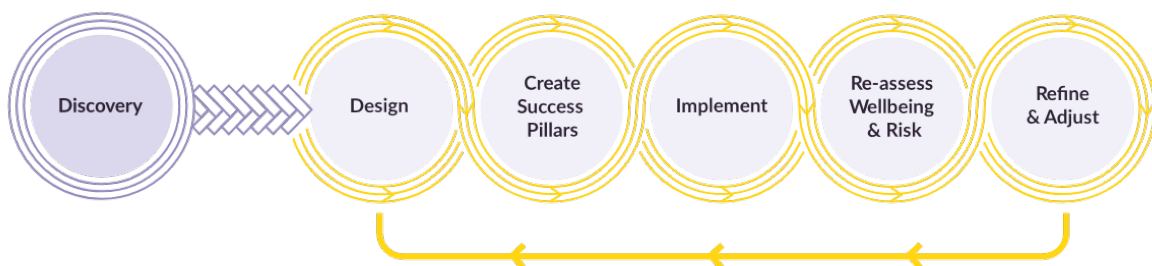 Discovery
Design
Create
Success
Pillars
Implement
Re-assess
Wellbeing
& Risk
Refine
& Adjust